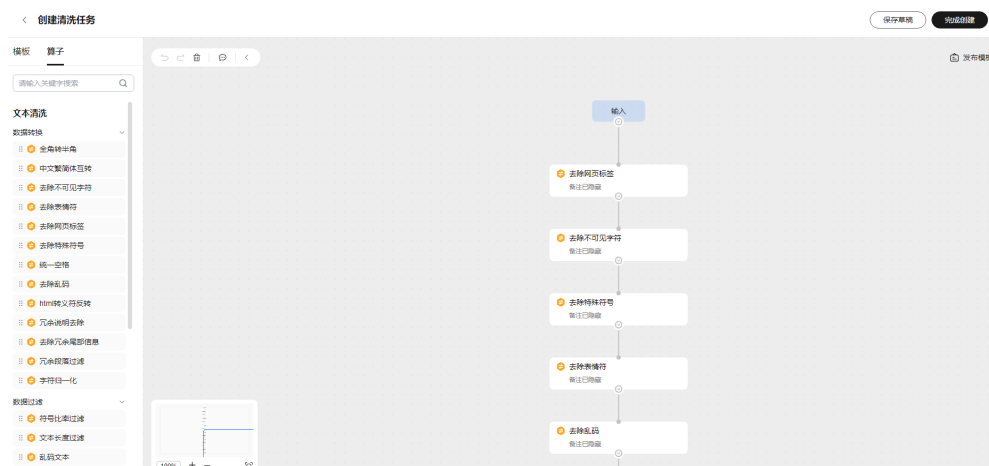 创建清洗任务
保存草稿
完成创建
模板 算子
请输入关键字搜索
文本清洗
数据转换
全角转半角
中文繁简体互转
去除不可见字符
去除表情符
去除网页标签
去除特殊符号
统一空格
去除乱码
html转义符反转
冗余说明去除
去除冗余尾部信息
冗余段落过滤
字符归一化
数据过滤
符号比率过滤
文本长度过滤
乱码文本
发布模板
输入
去除网页标签
备注已隐藏
去除不可见字符
备注已隐藏
去除特殊符号
备注已隐藏
去除表情符
备注已隐藏
去除乱码
备注已隐藏
100%